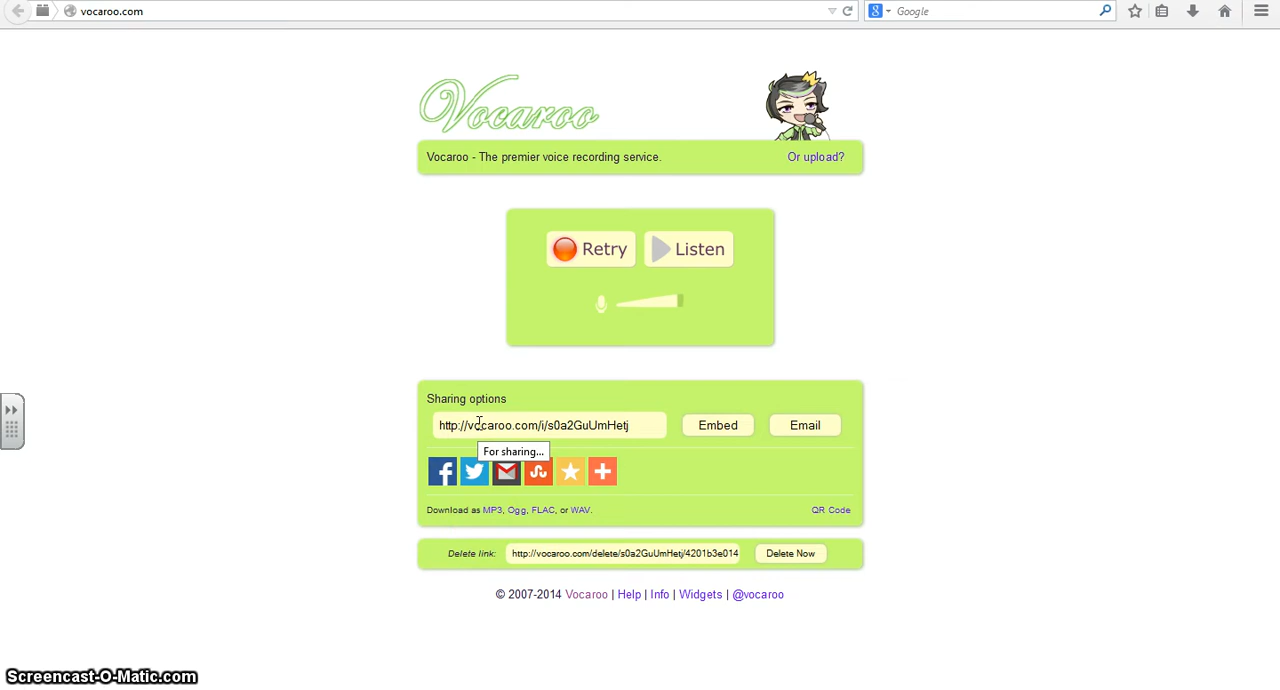 vocaroo.com
8 Google
Vocaroo
Vocaroo - The premier voice recording service. Or upload?
Retry Listen
Sharing options
http://vocaroo.com/i/s0a2GuUmHetj Embed Email
For sharing...
Download as MP3, Ogg, FLAC, or WAV. QR Code
Delete link: http://vocaroo.com/delete/s0a2GuUmHetj/4201b3e014 Delete Now
© 2007-2014 Vocaroo | Help | Info | Widgets | @vocaroo
Screencast-O-Matic.com